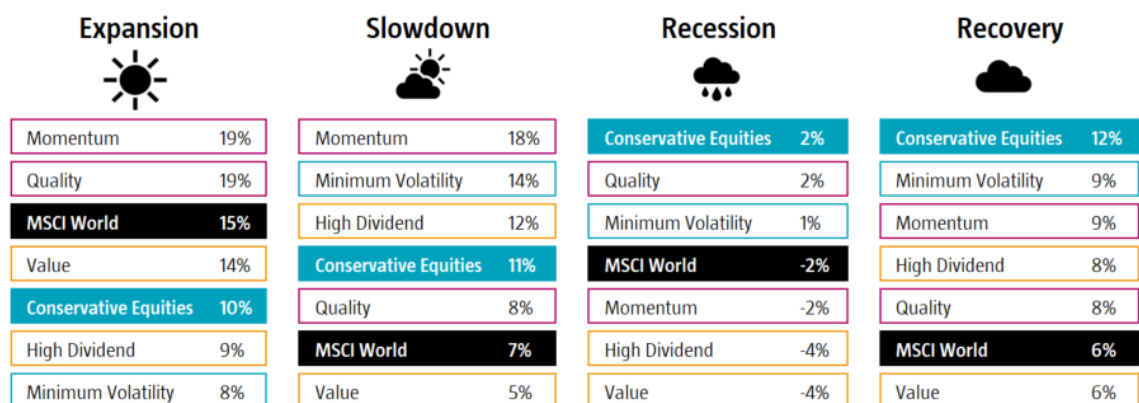 Expansion
Momentum 19%
Quality 19%
MSCI World 15%
Value 14%
Conservative Equities 10%
High Dividend 9%
Minimum Volatility 8%
Slowdown
Momentum 18%
Minimum Volatility 14%
High Dividend 12%
Conservative Equities 11%
Quality 8%
MSCI World 7%
Value 5%
Recession
Conservative Equities 2%
Quality 2%
Minimum Volatility 1%
MSCI World -2%
Momentum -2%
High Dividend -4%
Value -4%
Recovery
Conservative Equities 12%
Minimum Volatility 9%
Momentum 9%
High Dividend 8%
Quality 8%
MSCI World 6%
Value 6%